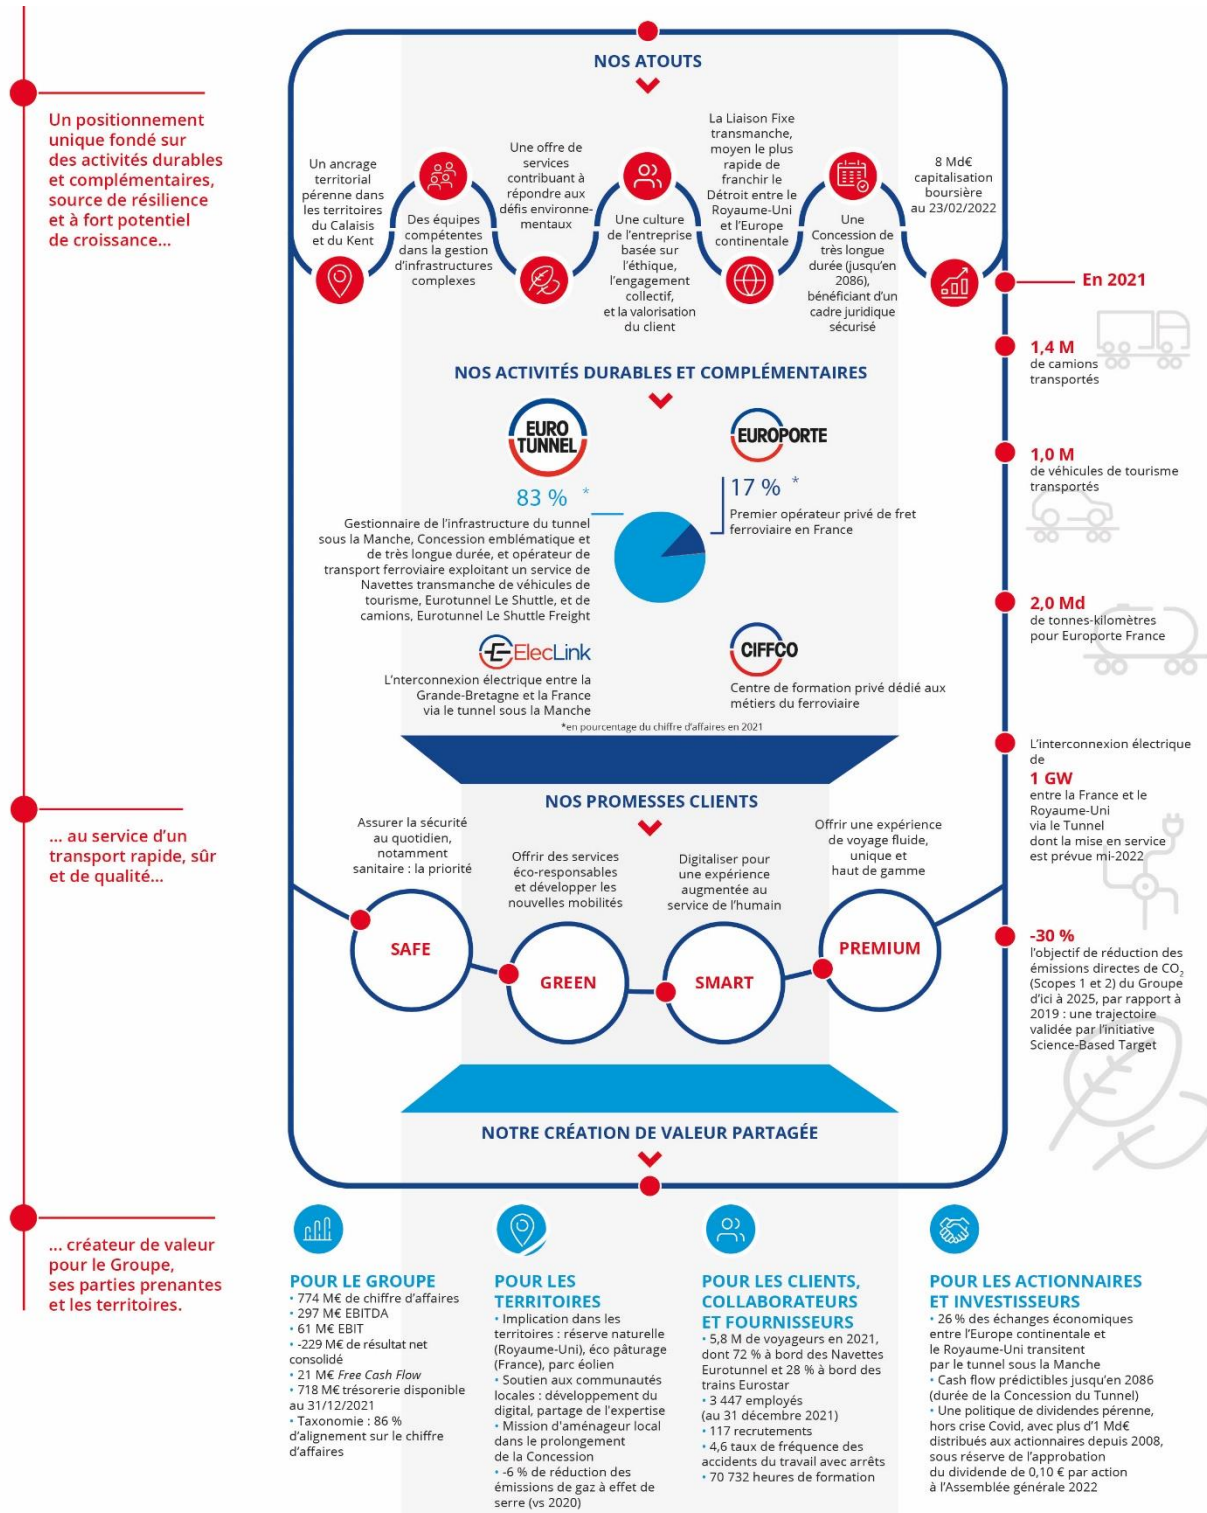 Un positionnement
unique fondé sur
des activités durables
et complémentaires,
source de résilience
et à fort potentiel
de croissance...
NOS ATOUTS
Un ancrage
territorial
pérenne dans
les territoires
du Calaisis
et du Kent
Des équipes
compétentes
dans la gestion
d’infrastructures
complexes
Une offre de
services
contribuant à
répondre aux
défis environne-
mentaux
Une culture
de l’entreprise
basée sur
l’éthique,
l’engagement
collectif,
et la valorisation
du client
La Liaison Fixe
transmanche,
moyen le plus
rapide de
franchir le
Détroit entre le
Royaume-Uni
et l’Europe
continentale
Une
Concession de
très longue
durée (jusqu’en
2086),
bénéficiant d’un
cadre juridique
sécurisé
8 Md€
capitalisation
boursière
au 23/02/2022
En 2021
1,4 M
de camions
transportés
1,0 M
de véhicules de tourisme
transportés
2,0 Md
de tonnes-kilomètres
pour Europorte France
L’interconnexion électrique
de
1 GW
entre la France et le
Royaume-Uni
via le Tunnel
dont la mise en service
est prévue mi-2022
-30 %
l’objectif de réduction des
émissions directes de CO₂
(Scopes 1 et 2) du Groupe
d’ici à 2025, par rapport à
2019 : une trajectoire
validée par l’initiative
Science-Based Target
NOS ACTIVITÉS DURABLES ET COMPLÉMENTAIRES
EURO
TUNNEL
83 % *
Gestionnaire de l’infrastructure du tunnel
sous la Manche, Concession emblématique et
de très longue durée, et opérateur de
transport ferroviaire exploitant un service de
Navettes transmanche de véhicules de
tourisme, Eurotunnel Le Shuttle, et de
camions, Eurotunnel Le Shuttle Freight
EUROPORTE
17 % *
Premier opérateur privé de fret
ferroviaire en France
ElecLink
L’nterconnexion électrique entre la
Grande-Bretagne et la France
via le tunnel sous la Manche
CIFFCO
Centre de formation privé dédié aux
métiers du ferroviaire
*en pourcentage du chiffre d’affaires en 2021
... au service d’un
transport rapide, sûr
et de qualité...
NOS PROMESSES CLIENTS
Assurer la sécurité
au quotidien,
notamment
sanitaire : la priorité
SAFE
Offrir des services
éco-responsables
et développer les
nouvelles mobilités
GREEN
Digitaliser pour
une expérience
augmentée au
service de l’humain
SMART
Offrir une expérience
de voyage fluide,
unique et
haut de gamme
PREMIUM
NOTRE CRÉATION DE VALEUR PARTAGÉE
... créateur de valeur
pour le Groupe,
ses parties prenantes
et les territoires.
POUR LE GROUPE
• 774 M€ de chiffre d’affaires
• 297 M€ EBITDA
• 61 M€ EBIT
• -229 M€ de résultat net
consolidé
• 21 M€ Free Cash Flow
• 718 M€ trésorerie disponible
au 31/12/2021
• Taxonomie : 86 %
d’alignement sur le chiffre
d’affaires
POUR LES
TERRITOIRES
• Implication dans les
territoires : réserve naturelle
(Royaume-Uni), éco pâturage
(France), parc éolien
• Soutien aux communautés
locales : développement du
digital, partage de l’expertise
• Mission d'aménageur local
dans le prolongement
de la Concession
• -6 % de réduction des
émissions de gaz à effet de
serre (vs 2020)
POUR LES CLIENTS,
COLLABORATEURS
ET FOURNISSEURS
• 5,8 M de voyageurs en 2021,
dont 72 % à bord des Navettes
Eurotunnel et 28 % à bord des
trains Eurostar
• 3 447 employés
(au 31 décembre 2021)
• 117 recrutements
• 4,6 taux de fréquence des
accidents du travail avec arrêts
• 70 732 heures de formation
POUR LES ACTIONNAIRES
ET INVESTISSEURS
• 26 % des échanges économiques
entre l’Europe continentale et
le Royaume-Uni transitent
par le tunnel sous la Manche
• Cash flow prédictibles jusqu’en 2086
(durée de la Concession du Tunnel)
• Une politique de dividendes pérenne,
hors crise Covid, avec plus d’1 Md€
distribués aux actionnaires depuis 2008,
sous réserve de l’approbation
du dividende de 0,10 € par action
à l’Assemblée générale 2022